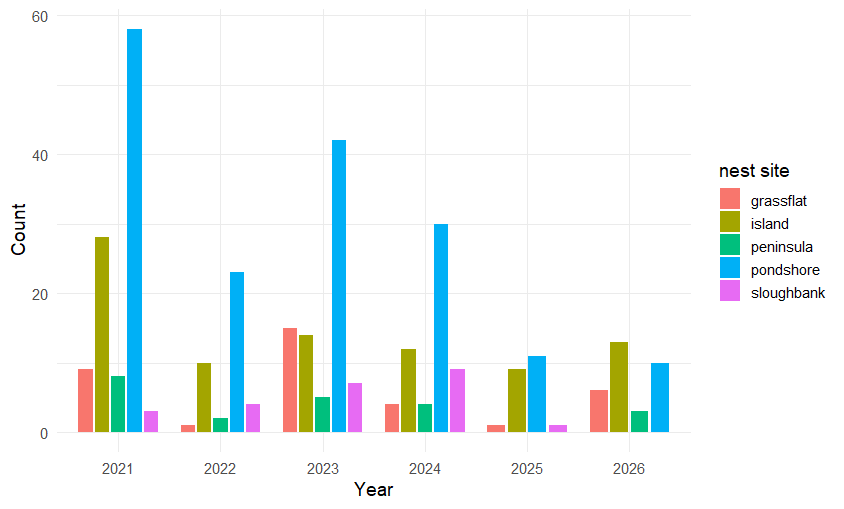 60
40
20
0
Count
2021 2022 2023 2024 2025 2026
Year
nest site
grassflat
island
peninsula
pondshore
sloughbank